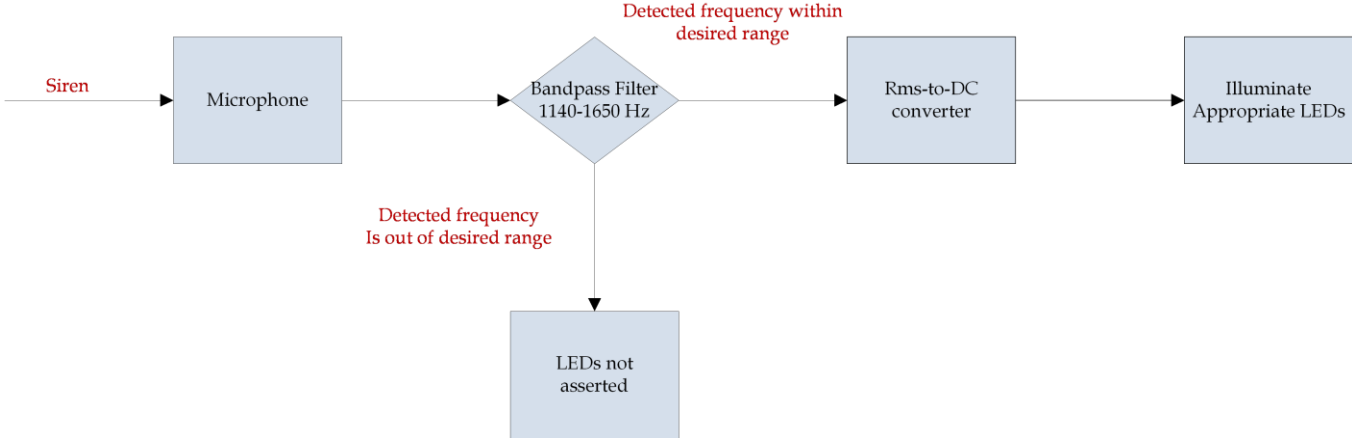 Detected frequency within
desired range
Siren
Microphone
Bandpass Filter
1140-1650 Hz
Rms-to-DC
converter
Illuminate
Appropriate LEDs
Detected frequency
Is out of desired range
LEDs not
asserted